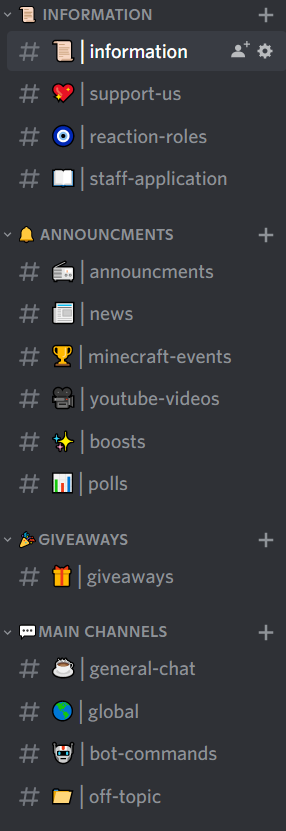 INFORMATION
# | information
# | support-us
# | reaction-roles
# | staff-application
ANNOUNCMENTS
# | announcments
# | news
# | minecraft-events
# | youtube-videos
# | boosts
# | polls
GIVEAWAYS
# | giveaways
MAIN CHANNELS
# | general-chat
# | global
# | bot-commands
# | off-topic